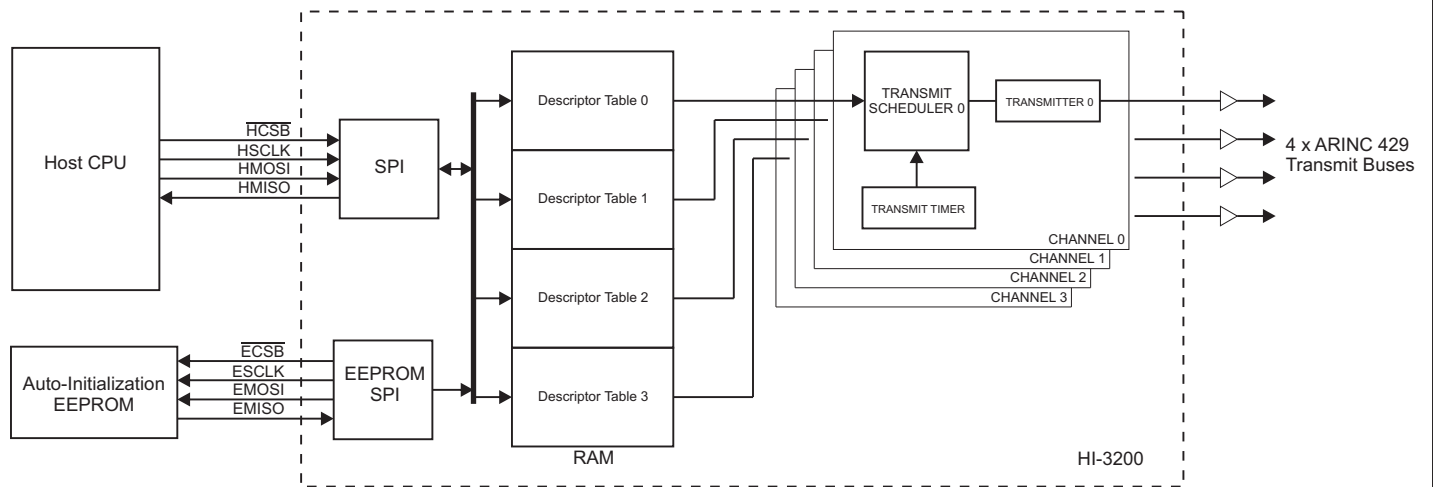 Host CPU
HCSB
HSCLK
HMOSI
HMISO
SPI
Auto-Initialization
EEPROM
ECSB
ESCLK
EMOSI
EMISO
EEPROM
SPI
Descriptor Table 0
Descriptor Table 1
Descriptor Table 2
Descriptor Table 3
RAM
TRANSMIT
SCHEDULER 0
TRANSMITTER 0
TRANSMIT TIMER
CHANNEL 0
CHANNEL 1
CHANNEL 2
CHANNEL 3
4 x ARINC 429
Transmit Buses
HI-3200